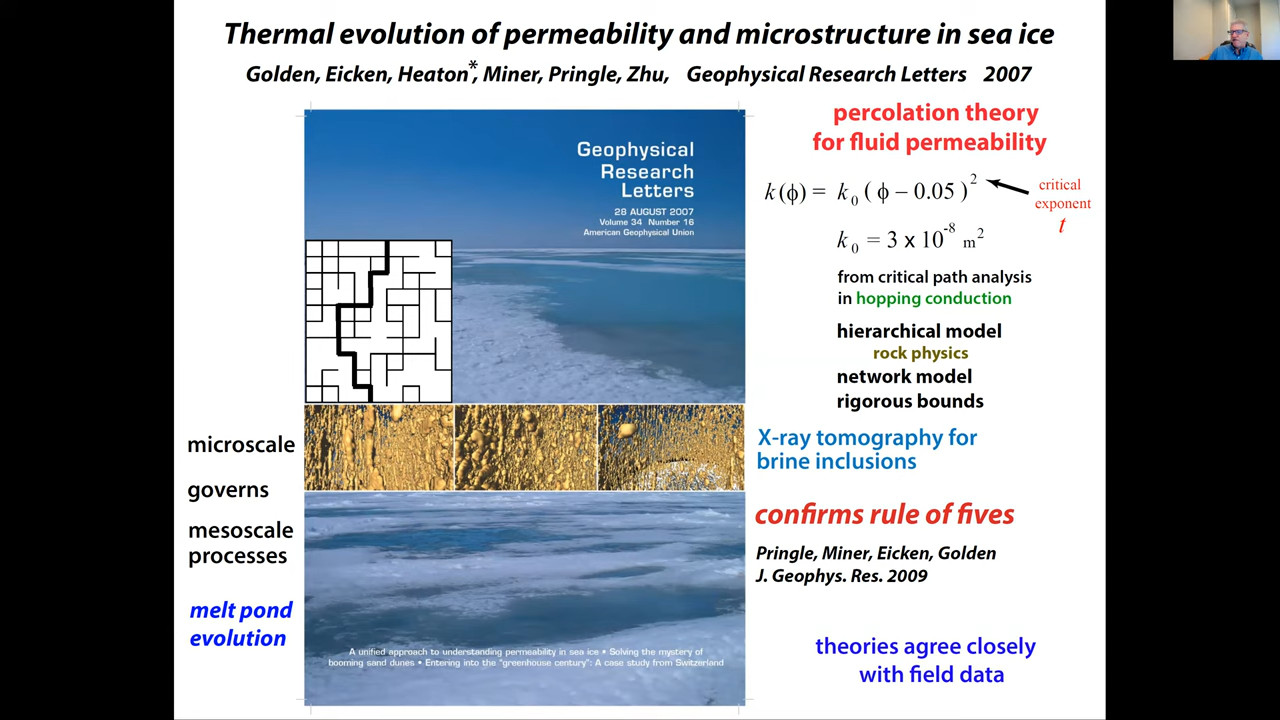 Thermal evolution of permeability and microstructure in sea ice
Golden, Eicken, Heaton*, Miner, Pringle, Zhu, Geophysical Research Letters 2007
Geophysical
Research
Letters
28 AUGUST 2007
Volume 34 Number 16
American Geophysical Union
percolation theory
for fluid permeability
k(ϕ) = k₀ (ϕ − 0.05)²
critical
exponent
t
k₀ = 3 x 10⁻⁸ m²
from critical path analysis
in hopping conduction
hierarchical model
rock physics
network model
rigorous bounds
microscale
governs
mesoscale
processes
melt pond
evolution
X-ray tomography for
brine inclusions
confirms rule of fives
Pringle, Miner, Eicken, Golden
J. Geophys. Res. 2009
A unified approach to understanding permeability in sea ice • Solving the mystery of
booming sand dunes • Entering into the "greenhouse century": A case study from Switzerland
theories agree closely
with field data